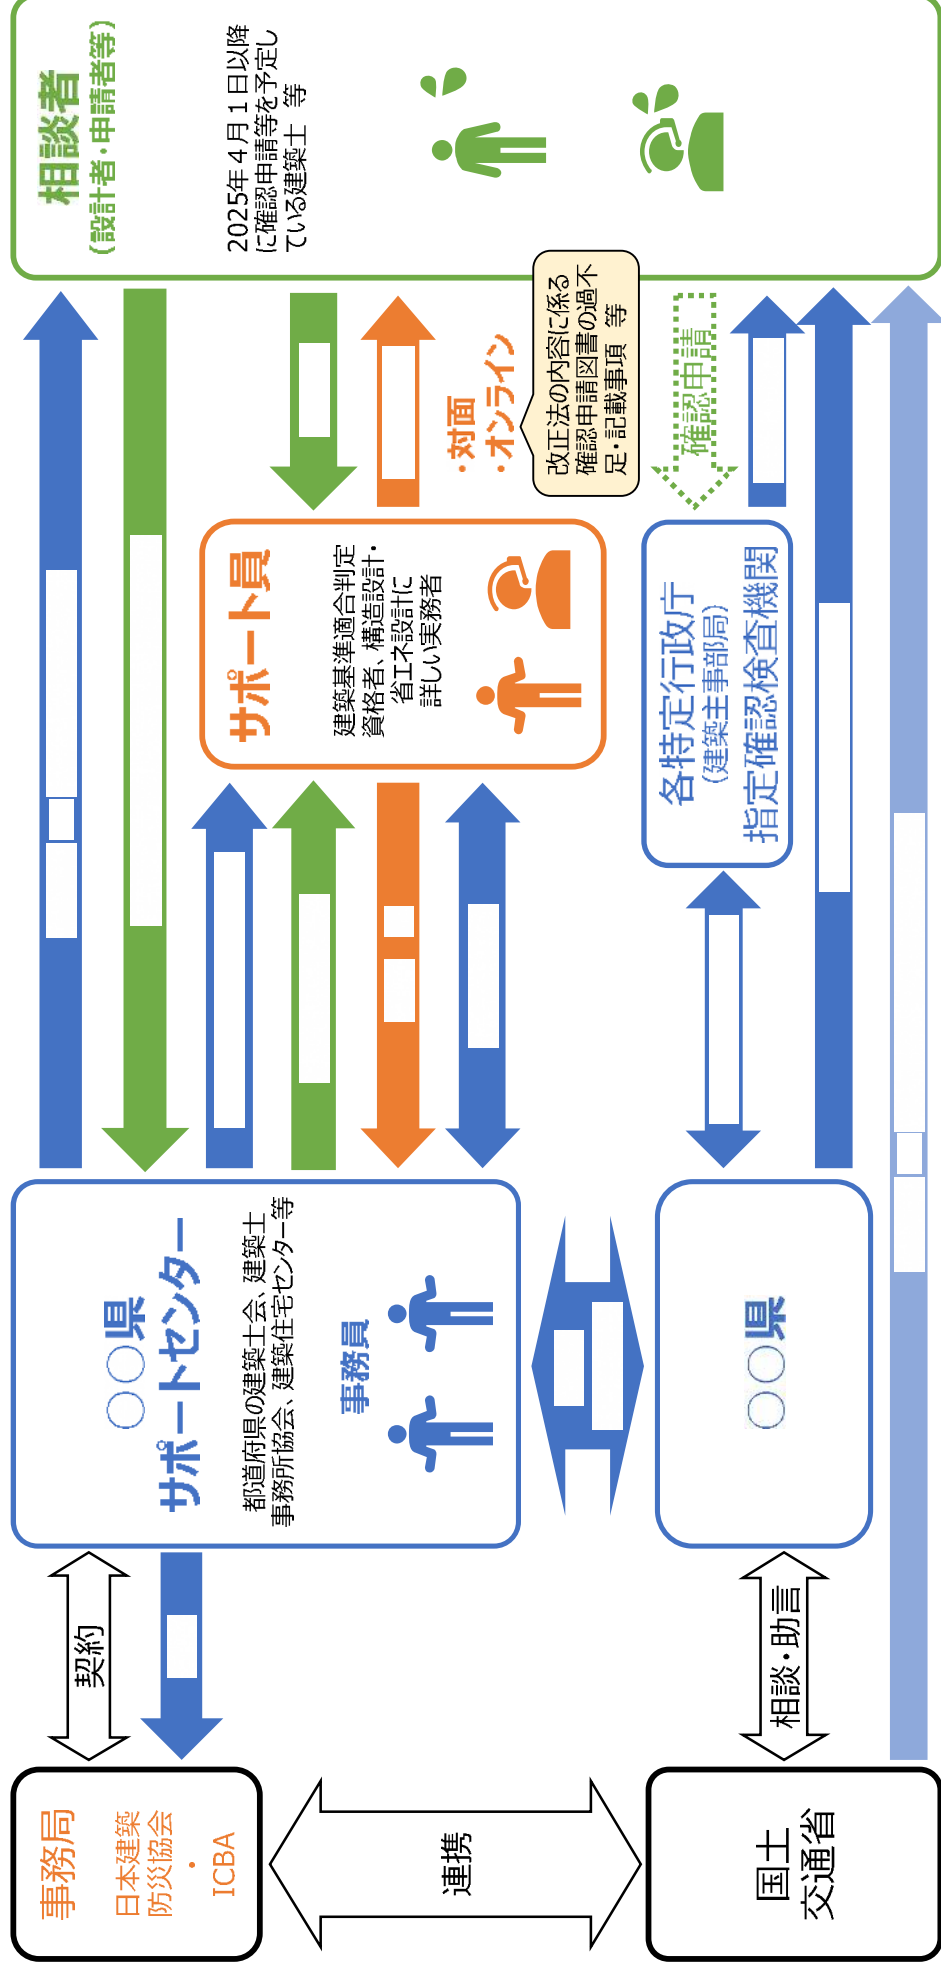 事務局
日本建築
防災協会
・
ICBA
契約
連携
国土
交通省
相談・助言
〇〇県
サポートセンター
都道府県の建築士会、建築士
事務所協会、建築住宅センター等
事務員
〇〇県
サポート員
建築基準適合判定
資格者、構造設計・
省エネ設計に
詳しい実務者
各特定行政庁
(建築主事部局)
指定確認検査機関
・対面
・オンライン
改正法の内容に係る
確認申請図書の過不
足・記載事項 等
確認申請
相談者
(設計者・申請者等)
2025年4月1日以降
に確認申請等を予定し
ている建築士 等